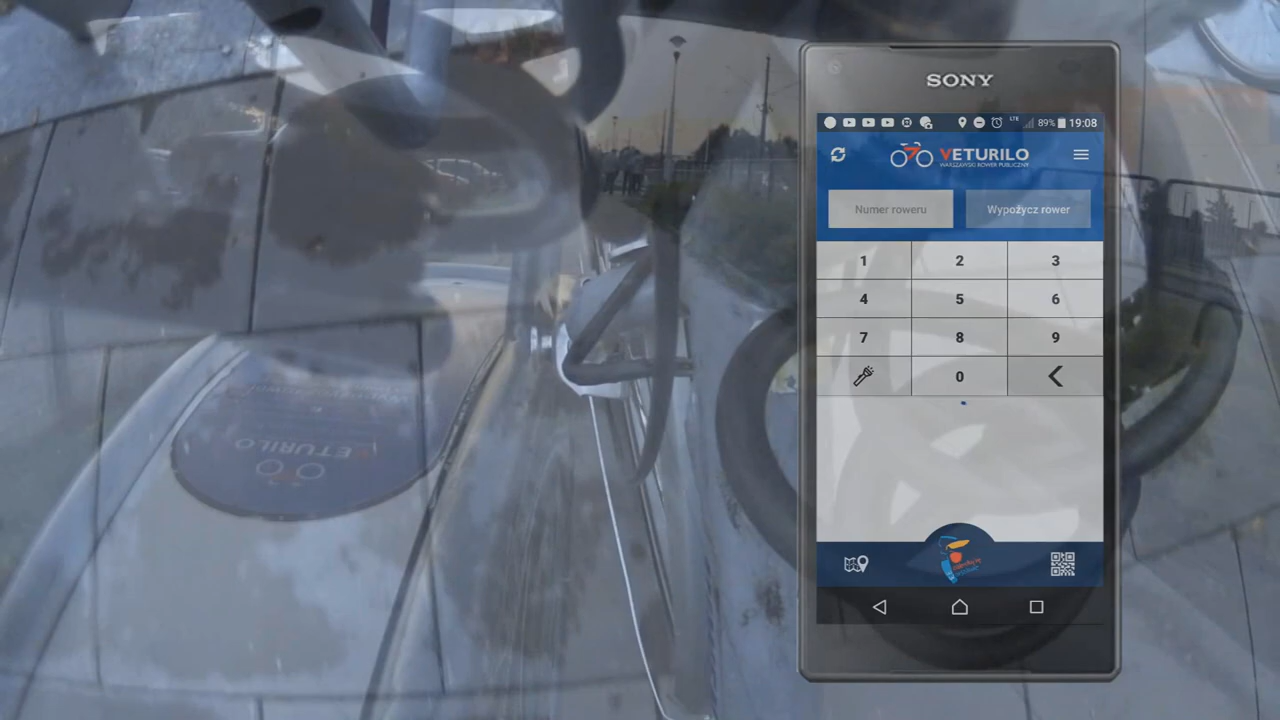 SONY
LTE 89% 19:08
VETURILO
WARSZAWSKI ROWER PUBLICZNY
Numer roweru
Wypożycz rower
1 2 3
4 5 6
7 8 9
0
VETURILO